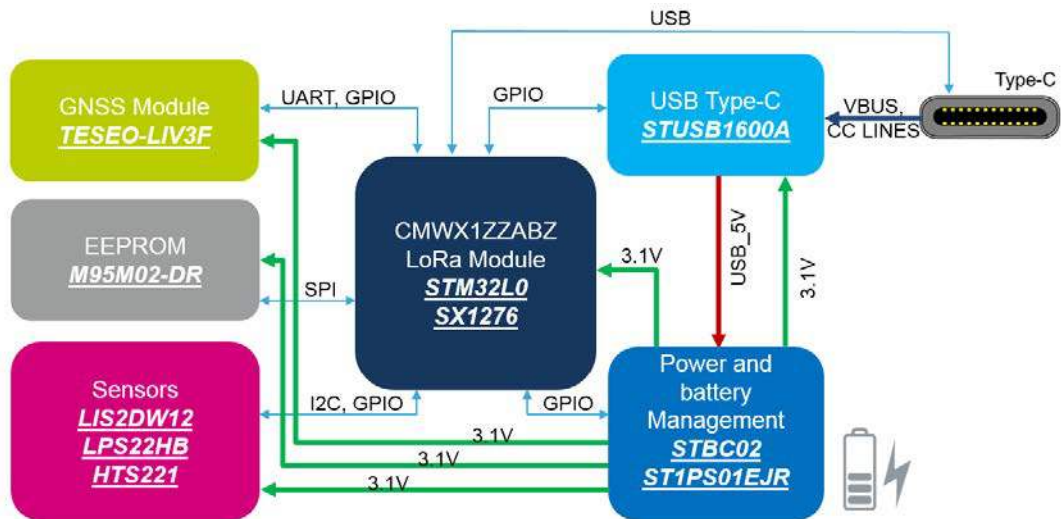 USB
Type-C
GNSS Module
TESEO-LIV3F
UART, GPIO
GPIO
USB Type-C
STUSB1600A
VBUS,
CC LINES
EEPROM
M95M02-DR
SPI
CMWX1ZZABZ
LoRa Module
STM32L0
SX1276
3.1V
USB_5V
3.1V
Sensors
LIS2DW12
LPS22HB
HTS221
I2C, GPIO
GPIO
Power and
battery
Management
STBC02
ST1PS01EJR
3.1V
3.1V
3.1V